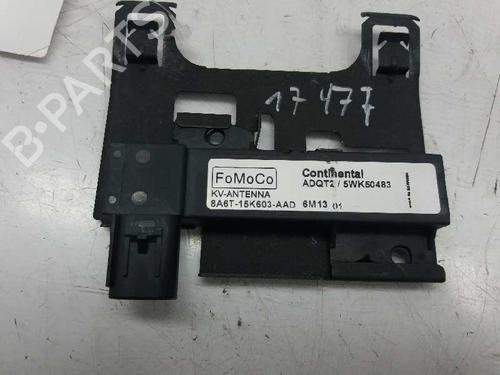 17477
FoMoCo
KV-ANTENNA
8A6T-15K603-AAD
Continental
ADQT2 / 5WK50483
6M13 01
B-PARTS